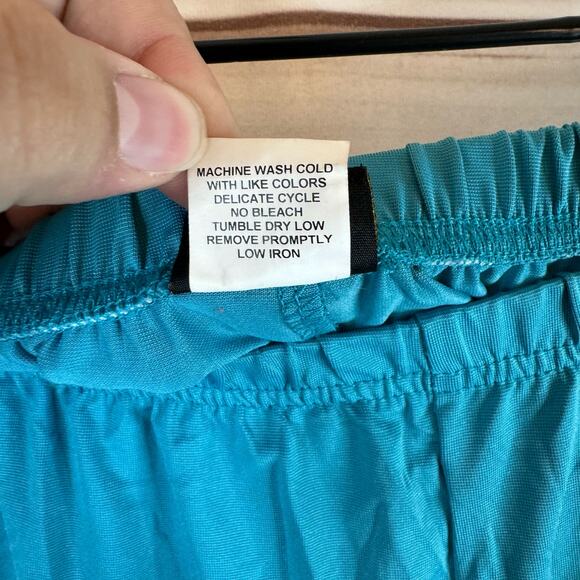 MACHINE WASH COLD
WITH LIKE COLORS
DELICATE CYCLE
NO BLEACH
TUMBLE DRY LOW
REMOVE PROMPTLY
LOW IRON